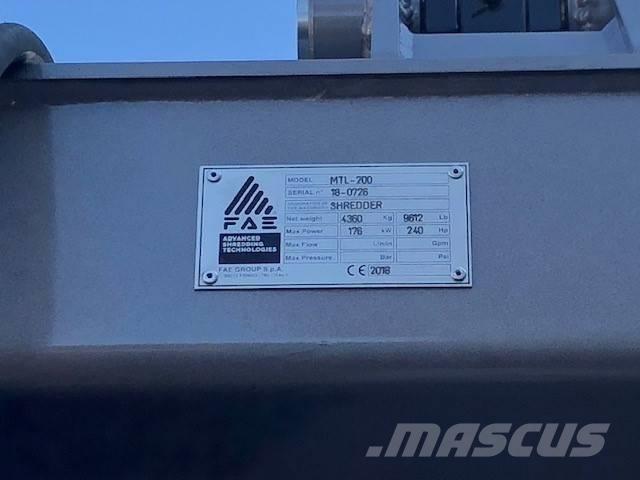 MODEL MTL-200
SERIAL n° 18-0726
SHREDDER
Net weight 4360 Kg 9612 Lb
Max Power 176 kW 240 Hp
Max Flow l/min Gpm
Max Pressure Bar Psi
CE 2018
FAE
ADVANCED
SHREDDING
TECHNOLOGIES
FAE GROUP S.p.A.
.MASCUS